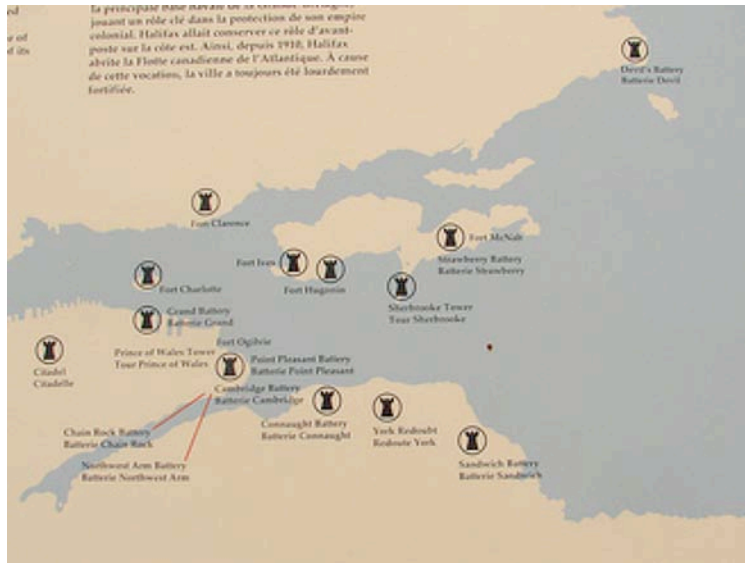 la principale base navale de la Grande-Bretagne,
jouant un rôle clé dans la protection de son empire
colonial. Halifax allait conserver ce rôle d'avant-
poste sur la côte est. Ainsi, depuis 1910, Halifax
abrite la Flotte canadienne de l'Atlantique. À cause
de cette vocation, la ville a toujours été lourdement
fortifiée.
of
of its
Devil's Battery
Batterie Devil
Fort Clarence
Fort McNab
Strawberry Battery
Batterie Strawberry
Fort Ives
Fort Hugonin
Fort Charlotte
Sherbrooke Tower
Tour Sherbrooke
Grand Battery
Batterie Grand
Fort Ogilvie
Prince of Wales Tower
Tour Prince of Wales
Point Pleasant Battery
Batterie Point Pleasant
Citadel
Citadelle
Cambridge Battery
Batterie Cambridge
Connaught Battery
Batterie Connaught
York Redoubt
Redoute York
Chain Rock Battery
Batterie Chain Rock
Northwest Arm Battery
Batterie Northwest Arm
Sandwich Battery
Batterie Sandwich